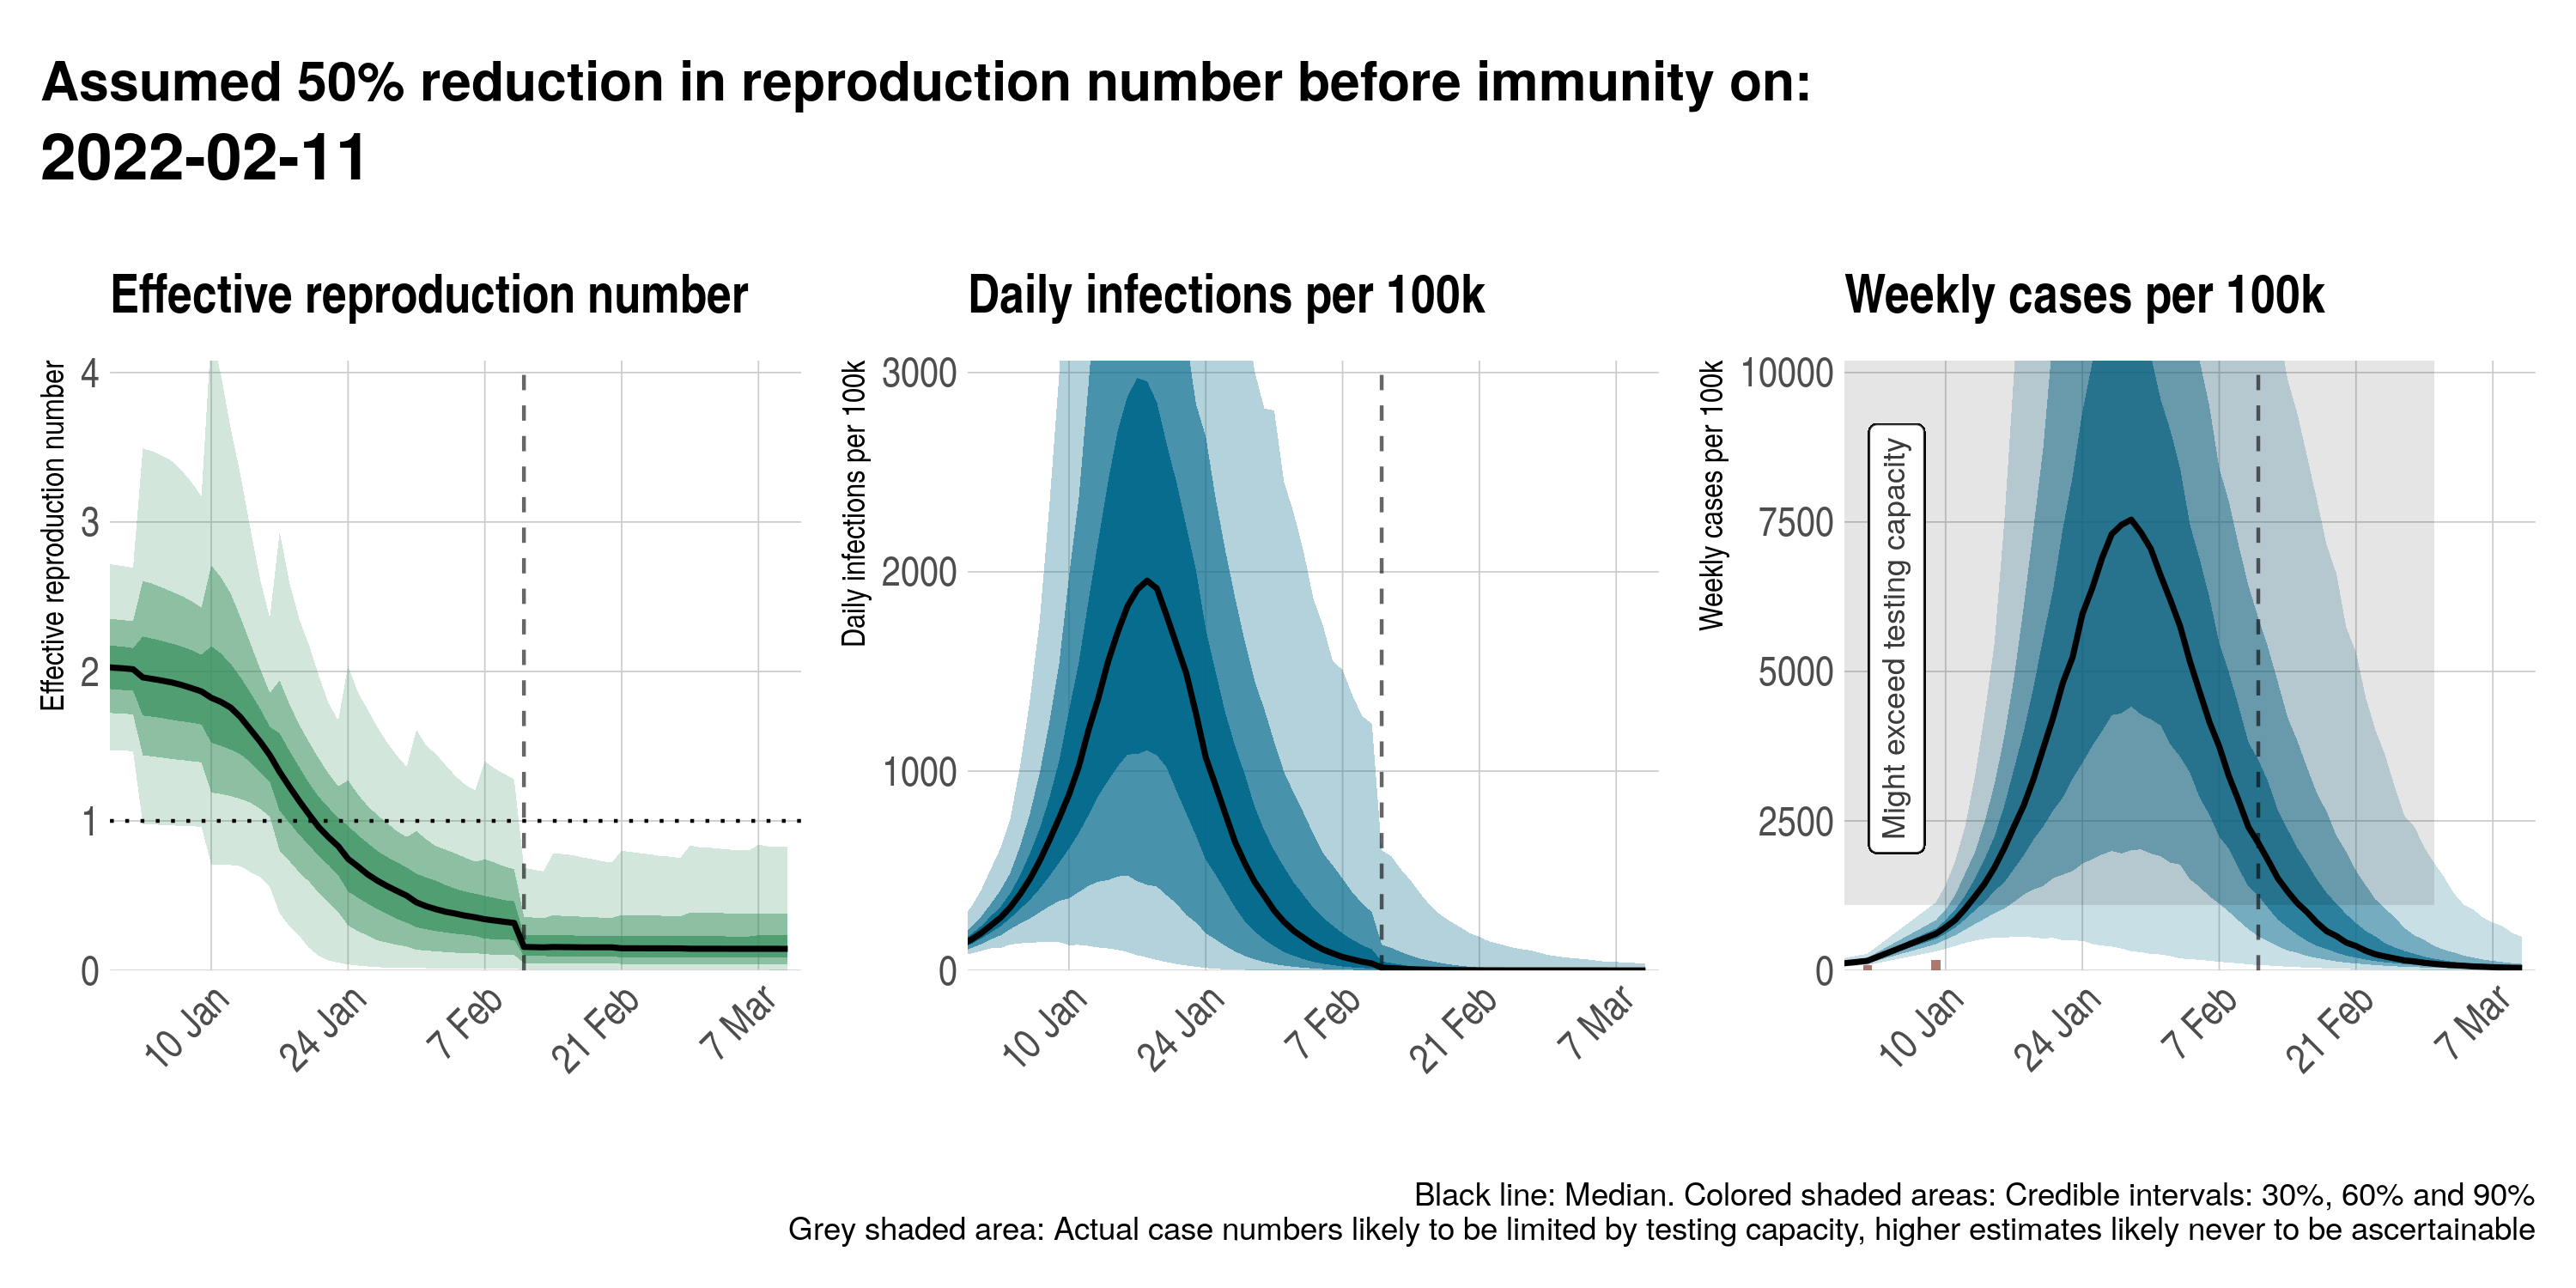 Assumed 50% reduction in reproduction number before immunity on:
2022-02-11
Effective reproduction number
Effective reproduction number
4
3
2
1
0
10 Jan
24 Jan
7 Feb
21 Feb
7 Mar
Daily infections per 100k
Daily infections per 100k
3000
2000
1000
0
10 Jan
24 Jan
7 Feb
21 Feb
7 Mar
Weekly cases per 100k
Weekly cases per 100k
10000
7500
5000
2500
0
Might exceed testing capacity
10 Jan
24 Jan
7 Feb
21 Feb
7 Mar
Black line: Median. Colored shaded areas: Credible intervals: 30%, 60% and 90%
Grey shaded area: Actual case numbers likely to be limited by testing capacity, higher estimates likely never to be ascertainable